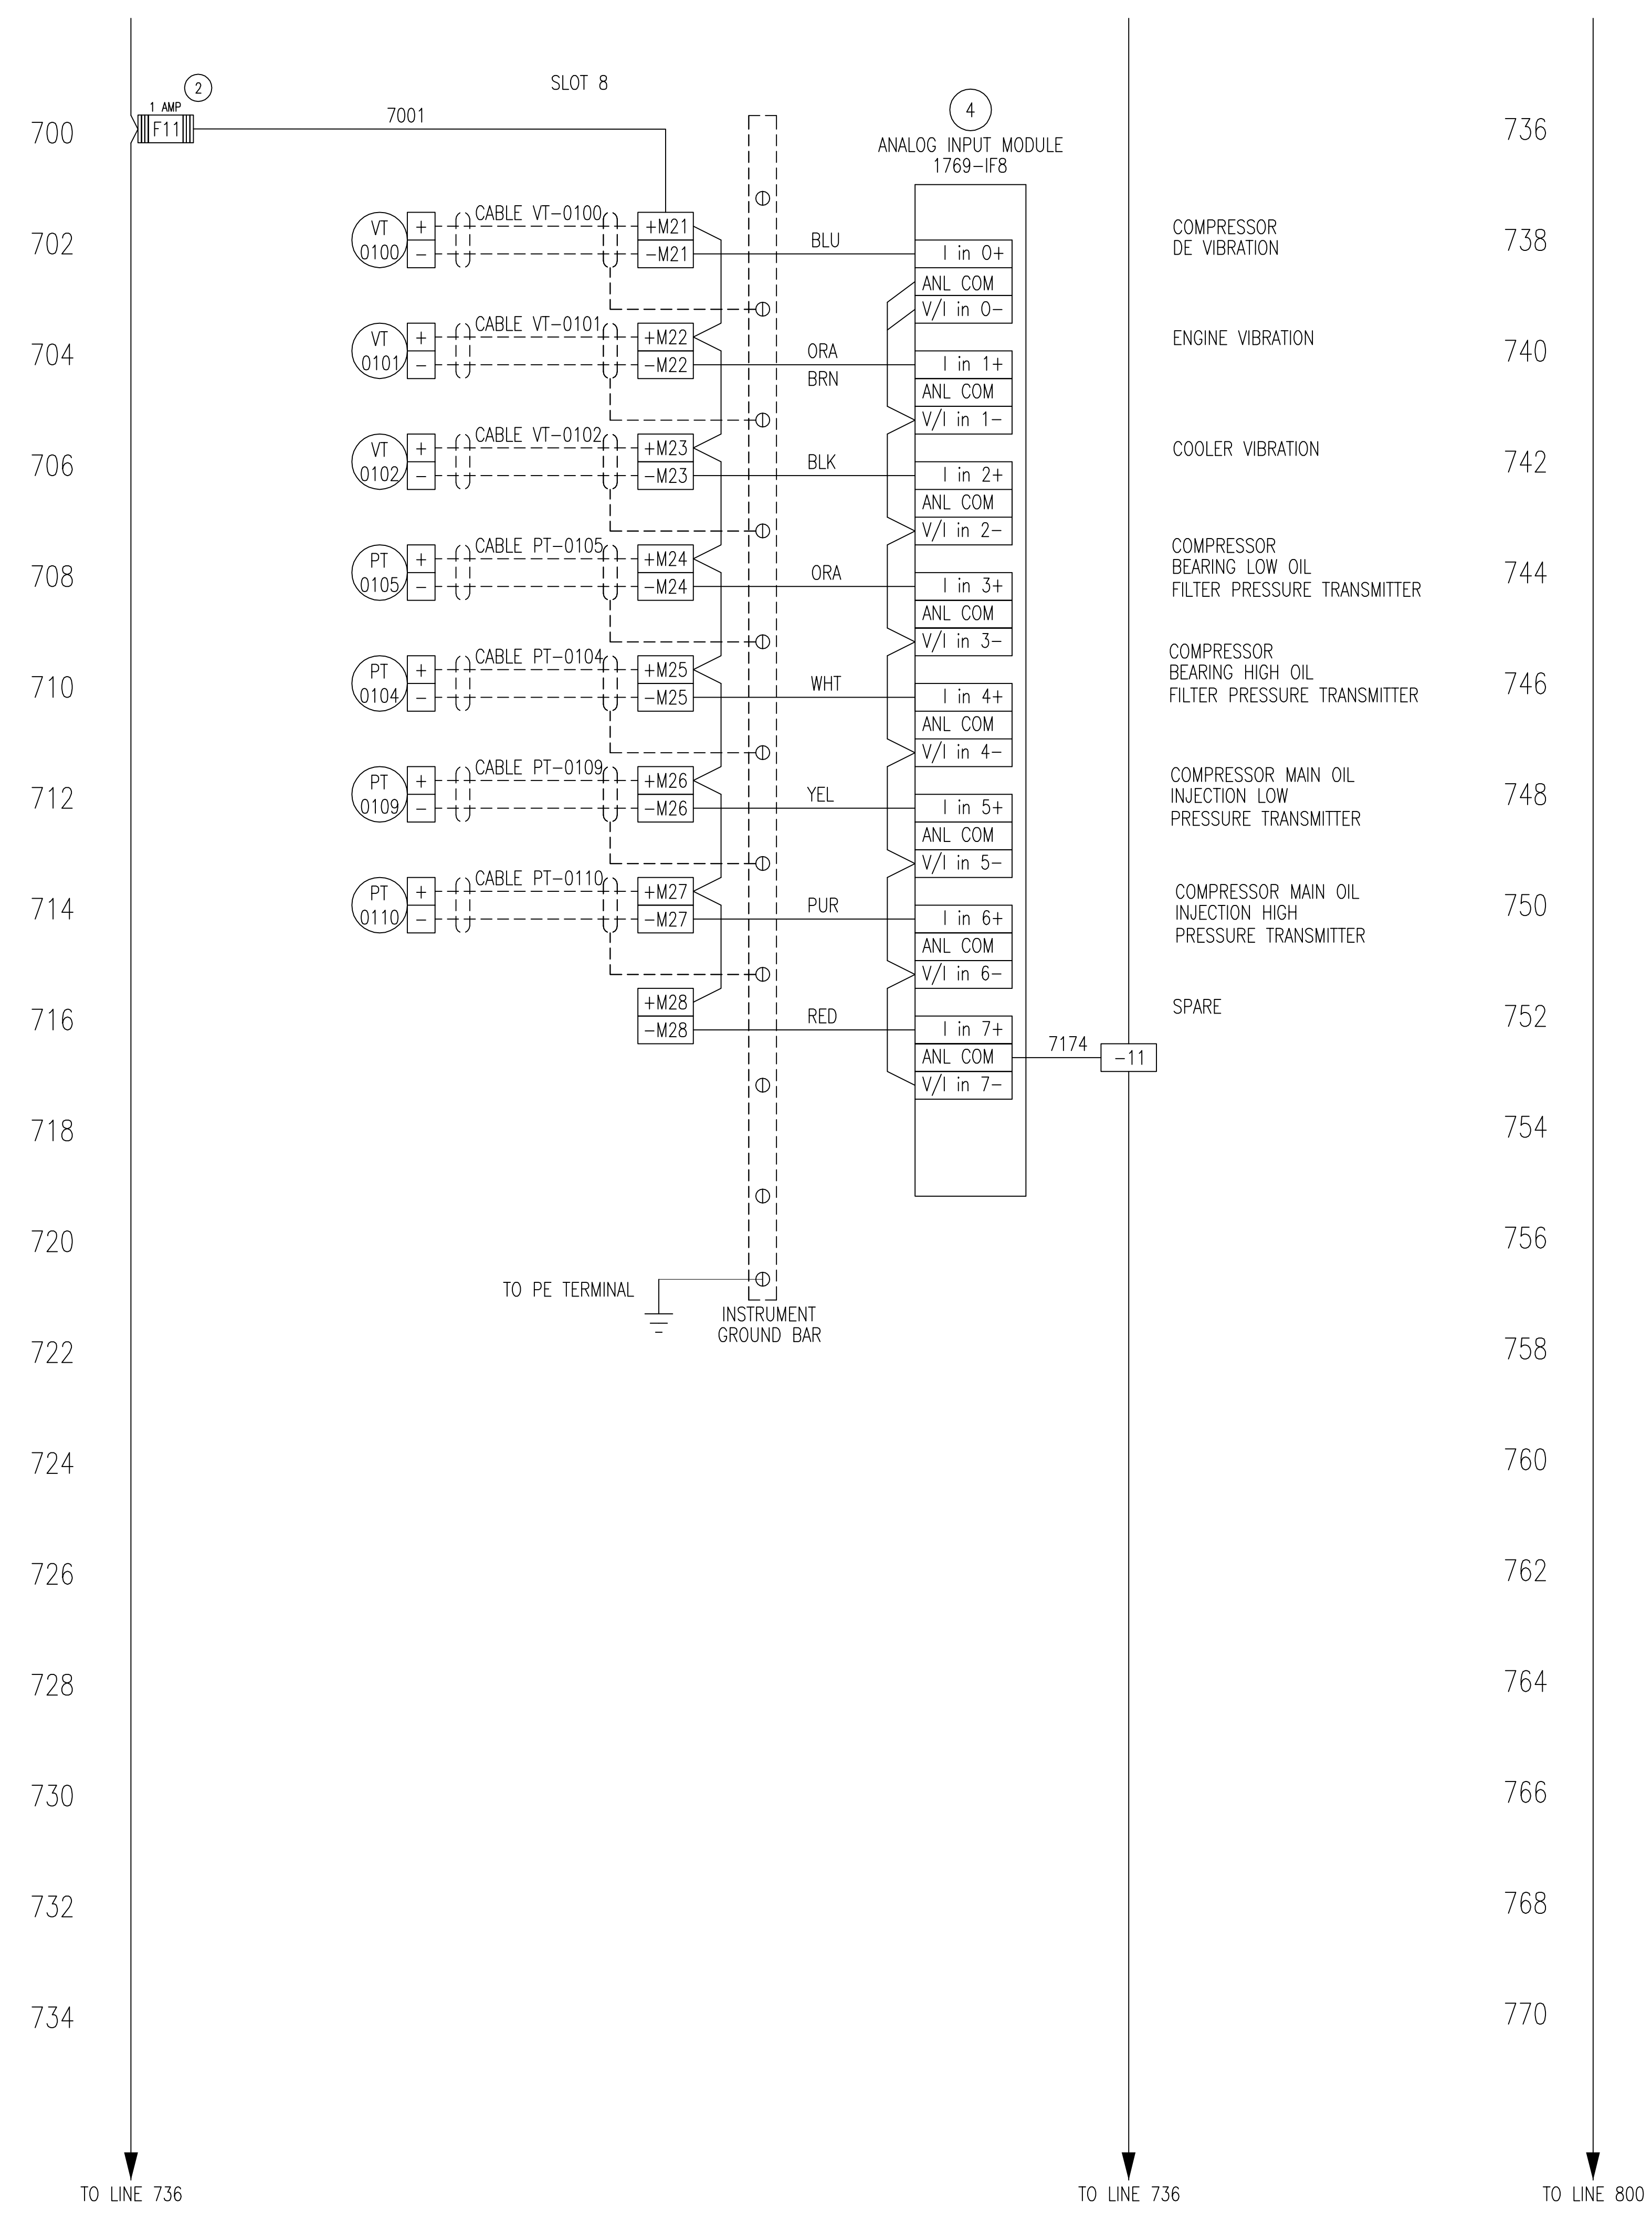 SLOT 8
2
1 AMP
F11
7001
4
ANALOG INPUT MODULE
1769-IF8
700
736
VT
0100
+
-
CABLE VT-0100
+M21
-M21
BLU
I in 0+
ANL COM
V/I in 0-
COMPRESSOR
DE VIBRATION
702
738
VT
0101
+
-
CABLE VT-0101
+M22
-M22
ORA
BRN
I in 1+
ANL COM
V/I in 1-
ENGINE VIBRATION
704
740
VT
0102
+
-
CABLE VT-0102
+M23
-M23
BLK
I in 2+
ANL COM
V/I in 2-
COOLER VIBRATION
706
742
PT
0105
+
-
CABLE PT-0105
+M24
-M24
ORA
I in 3+
ANL COM
V/I in 3-
COMPRESSOR
BEARING LOW OIL
FILTER PRESSURE TRANSMITTER
708
744
PT
0104
+
-
CABLE PT-0104
+M25
-M25
WHT
I in 4+
ANL COM
V/I in 4-
COMPRESSOR
BEARING HIGH OIL
FILTER PRESSURE TRANSMITTER
710
746
PT
0109
+
-
CABLE PT-0109
+M26
-M26
YEL
I in 5+
ANL COM
V/I in 5-
COMPRESSOR MAIN OIL
INJECTION LOW
PRESSURE TRANSMITTER
712
748
PT
0110
+
-
CABLE PT-0110
+M27
-M27
PUR
I in 6+
ANL COM
V/I in 6-
COMPRESSOR MAIN OIL
INJECTION HIGH
PRESSURE TRANSMITTER
714
750
+M28
-M28
RED
I in 7+
ANL COM
V/I in 7-
7174
-11
SPARE
716
752
718
754
720
756
TO PE TERMINAL
INSTRUMENT
GROUND BAR
722
758
724
760
726
762
728
764
730
766
732
768
734
770
TO LINE 736
TO LINE 736
TO LINE 800